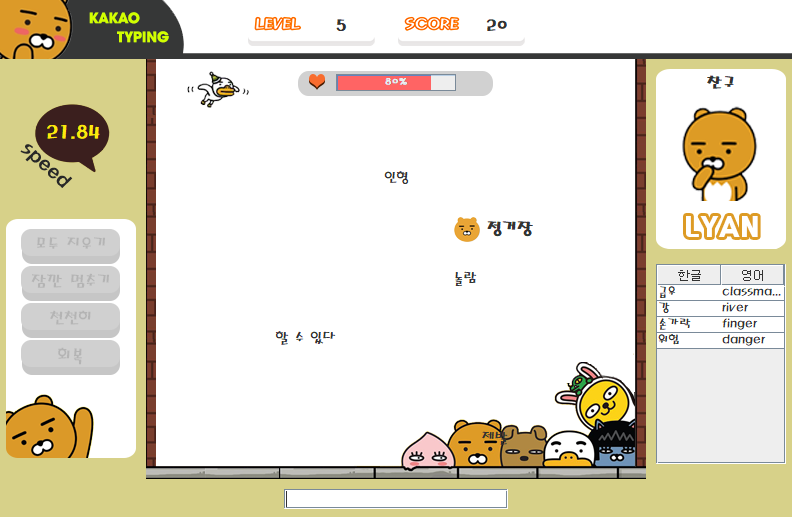 KAKAO
TYPING
LEVEL 5
SCORE 20
80%
21.84
speed
모두 지우기
잠깐 멈추기
천천히
회복
인형
정거장
놀람
할 수 있다
제발
친구
LYAN
한글 영어
급우 classma...
강 river
손가락 finger
위험 danger